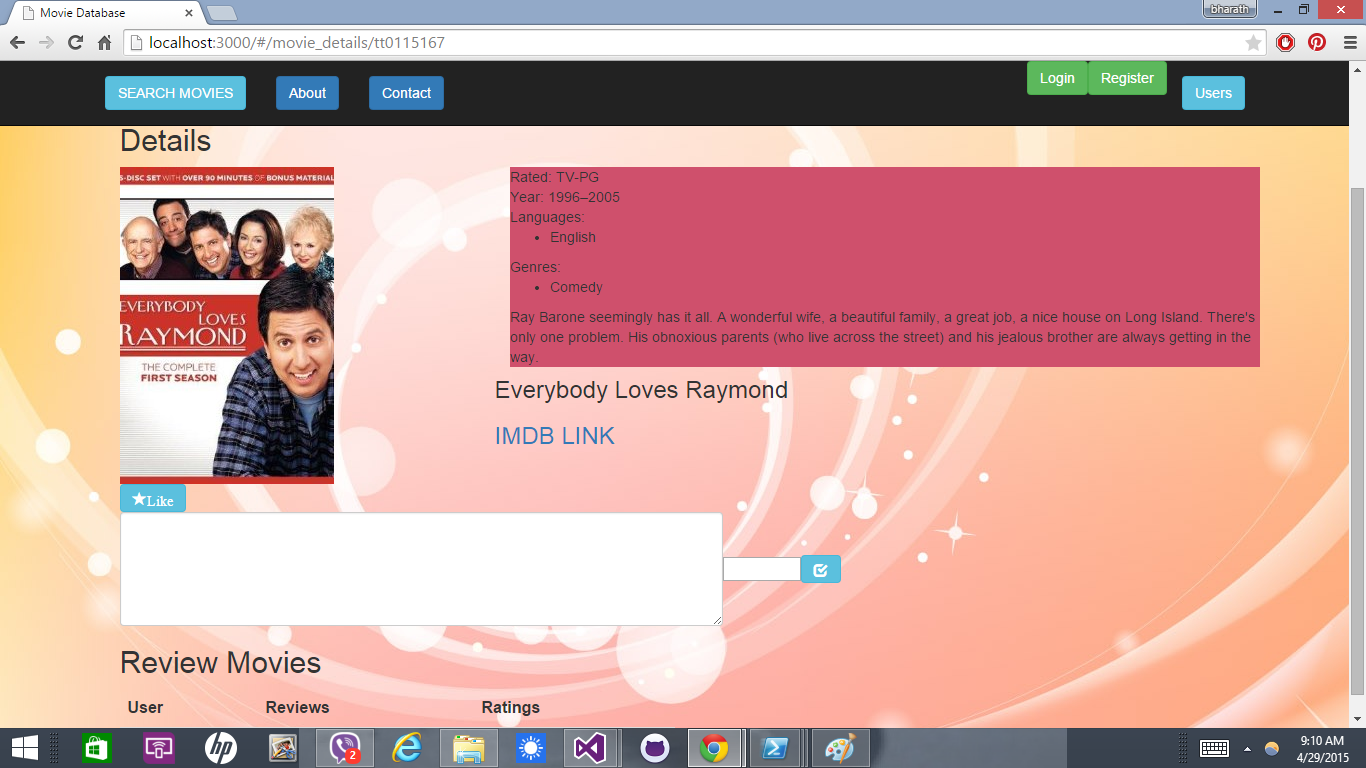 Movie Database
bharath
localhost:3000/#/movie_details/tt0115167
SEARCH MOVIES
About
Contact
Login
Register
Users
Details
5-DISC SET WITH OVER 90 MINUTES OF BONUS MATERIAL
EVERYBODY
LOVES
RAYMOND
THE COMPLETE
FIRST SEASON
Rated: TV-PG
Year: 1996–2005
Languages:
• English
Genres:
• Comedy
Ray Barone seemingly has it all. A wonderful wife, a beautiful family, a great job, a nice house on Long Island. There's
only one problem. His obnoxious parents (who live across the street) and his jealous brother are always getting in the
way.
Everybody Loves Raymond
IMDB LINK
Like
Review Movies
User Reviews Ratings
hp
2
9:10 AM
4/29/2015